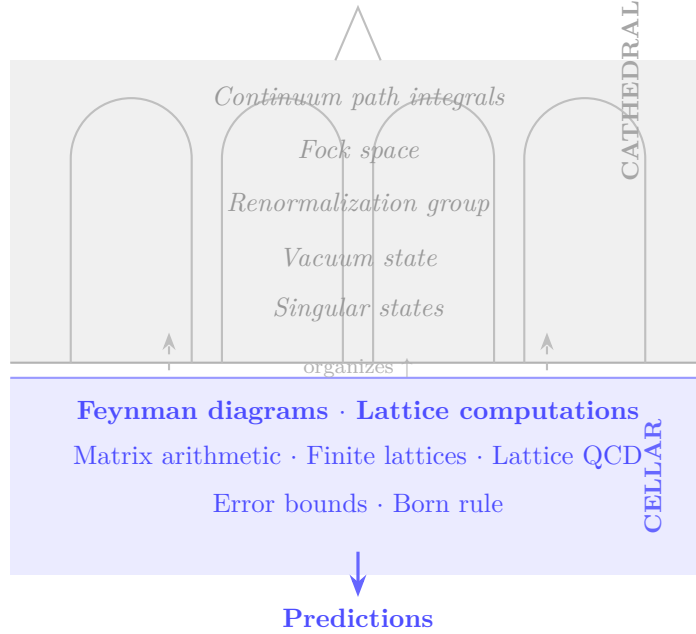 CATHEDRAL
Continuum path integrals
Fock space
Renormalization group
Vacuum state
Singular states
organizes ↑
Feynman diagrams · Lattice computations
Matrix arithmetic · Finite lattices · Lattice QCD
CELLAR
Error bounds · Born rule
Predictions